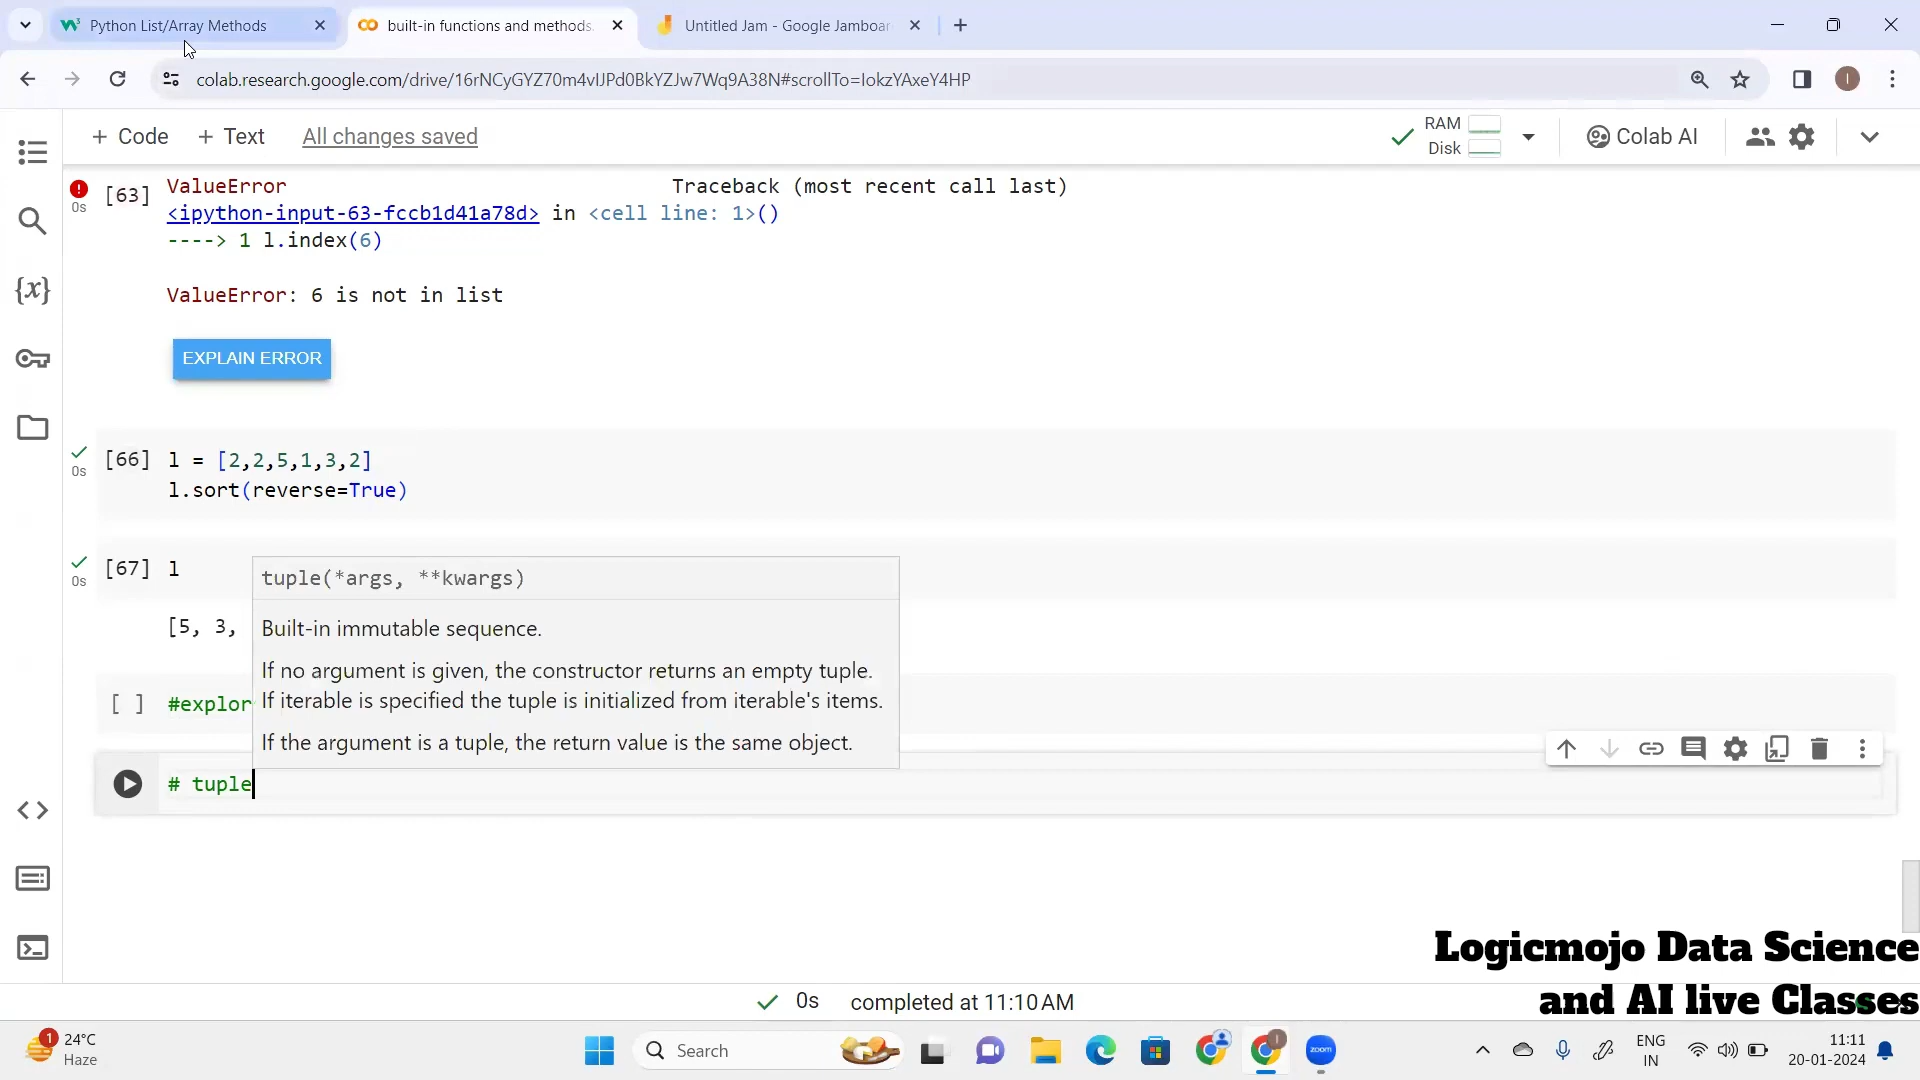 Python List/Array Methods
built-in functions and methods.
Untitled Jam - Google Jamboar
colab.research.google.com/drive/16rNCyGYZ70m4vIJPd0BkYZJw7Wq9A38N#scrollTo=IokzYAxeY4HP
I
+ Code + Text All changes saved
RAM
Disk
Colab AI
0s
[63] ValueError Traceback (most recent call last)
<ipython-input-63-fccb1d41a78d> in <cell line: 1>()
----> 1 l.index(6)
ValueError: 6 is not in list
EXPLAIN ERROR
0s
[66] l = [2,2,5,1,3,2]
l.sort(reverse=True)
0s
[67] l
tuple(*args, **kwargs)
[5, 3,
Built-in immutable sequence.
If no argument is given, the constructor returns an empty tuple.
If iterable is specified the tuple is initialized from iterable's items.
If the argument is a tuple, the return value is the same object.
[ ] #explor
# tuple
Logicmojo Data Science
and AI live Classes
0s completed at 11:10 AM
1
24°C
Haze
Search
zoom
ENG
IN
11:11
20-01-2024